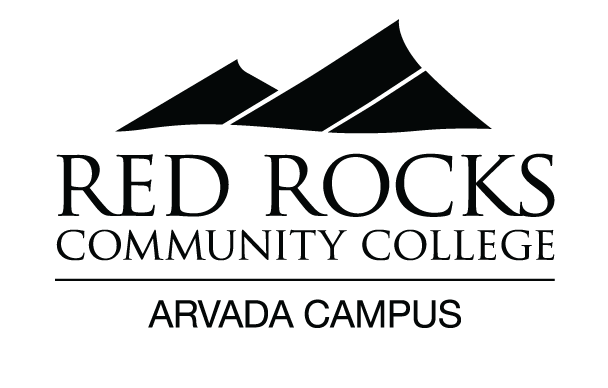 RED ROCKS
COMMUNITY COLLEGE
ARVADA CAMPUS